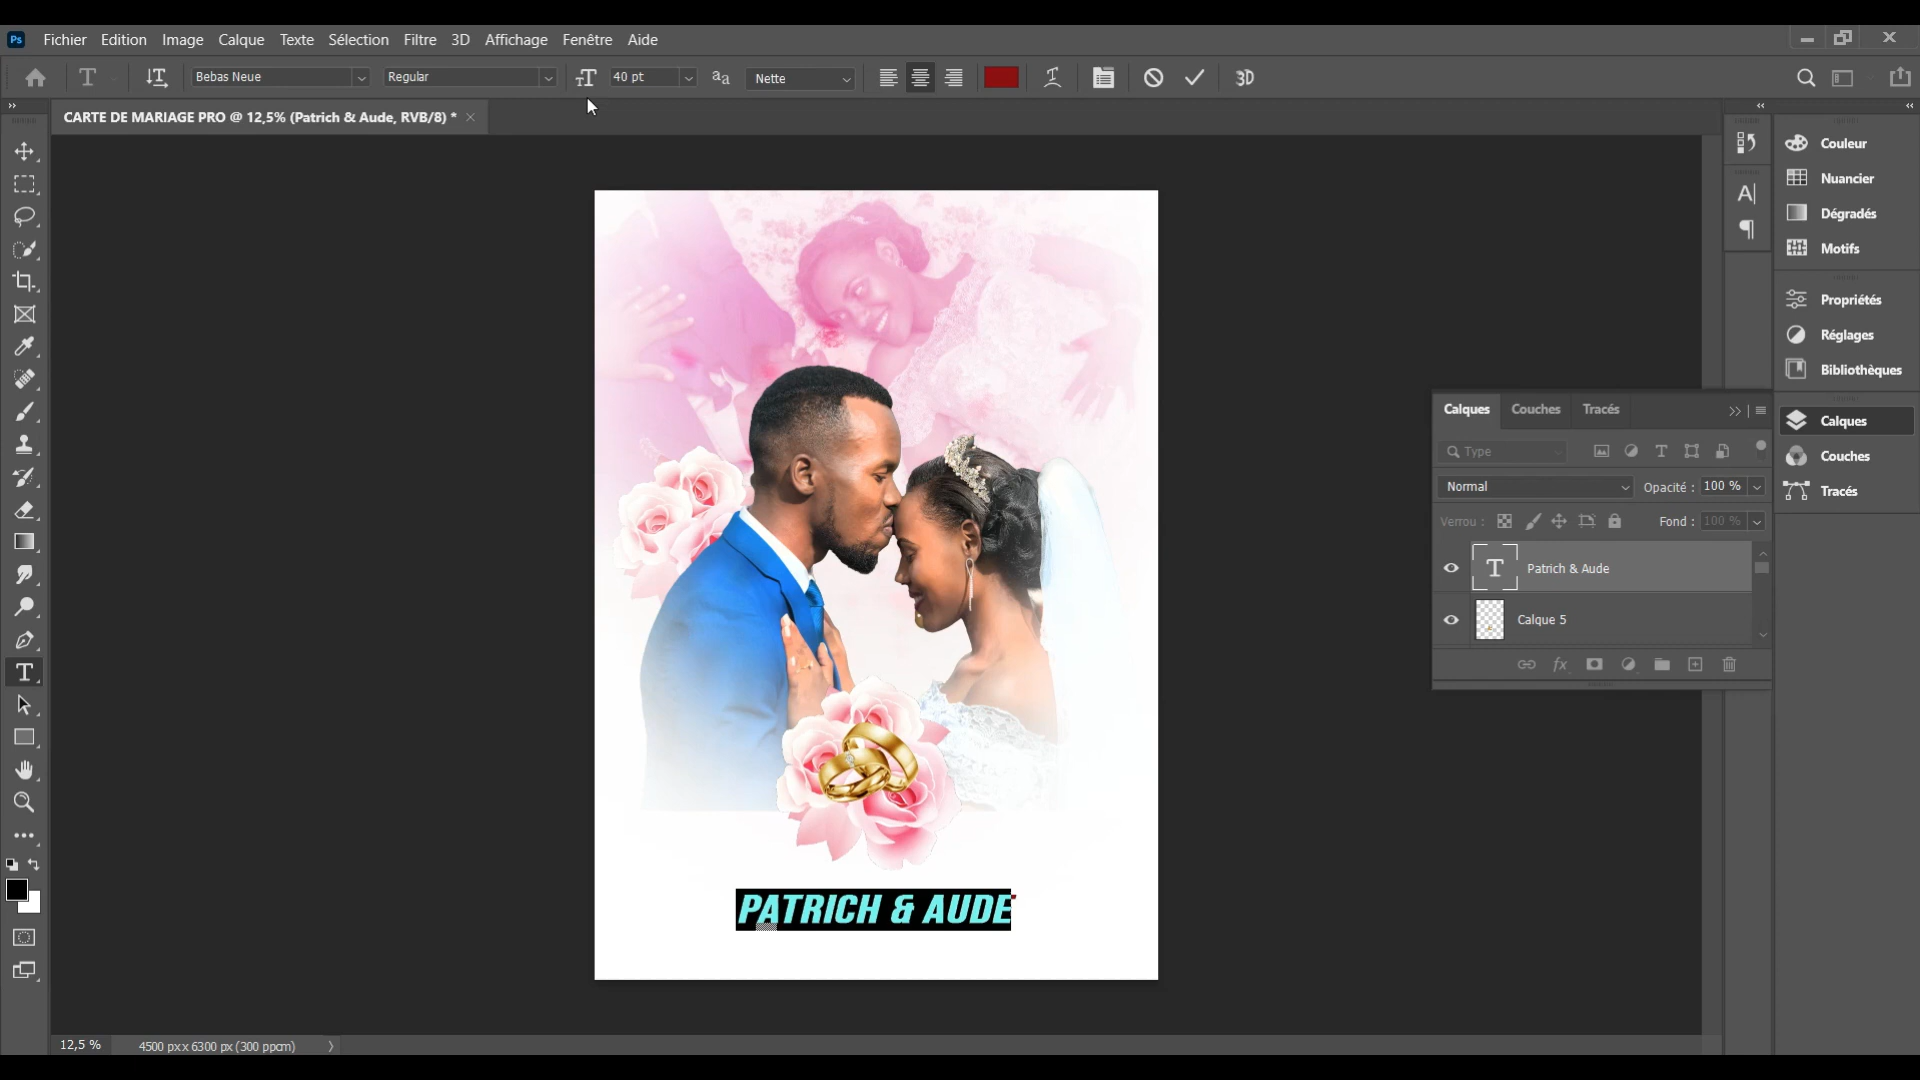 Ps Fichier Edition Image Calque Texte Sélection Filtre 3D Affichage Fenêtre Aide
T Bebas Neue Regular 40 pt Nette 3D
CARTE DE MARIAGE PRO @ 12,5% (Patrich & Aude, RVB/8) *
Couleur
Nuancier
Dégradés
Motifs
Propriétés
Réglages
Bibliothèques
Calques
Couches
Tracés
Calques Couches Tracés
Type
Normal Opacité : 100 %
Verrou : Fond : 100 %
Patrich & Aude
Calque 5
fx
PATRICH & AUDE
12,5 % 4500 px x 6300 px (300 ppcm)